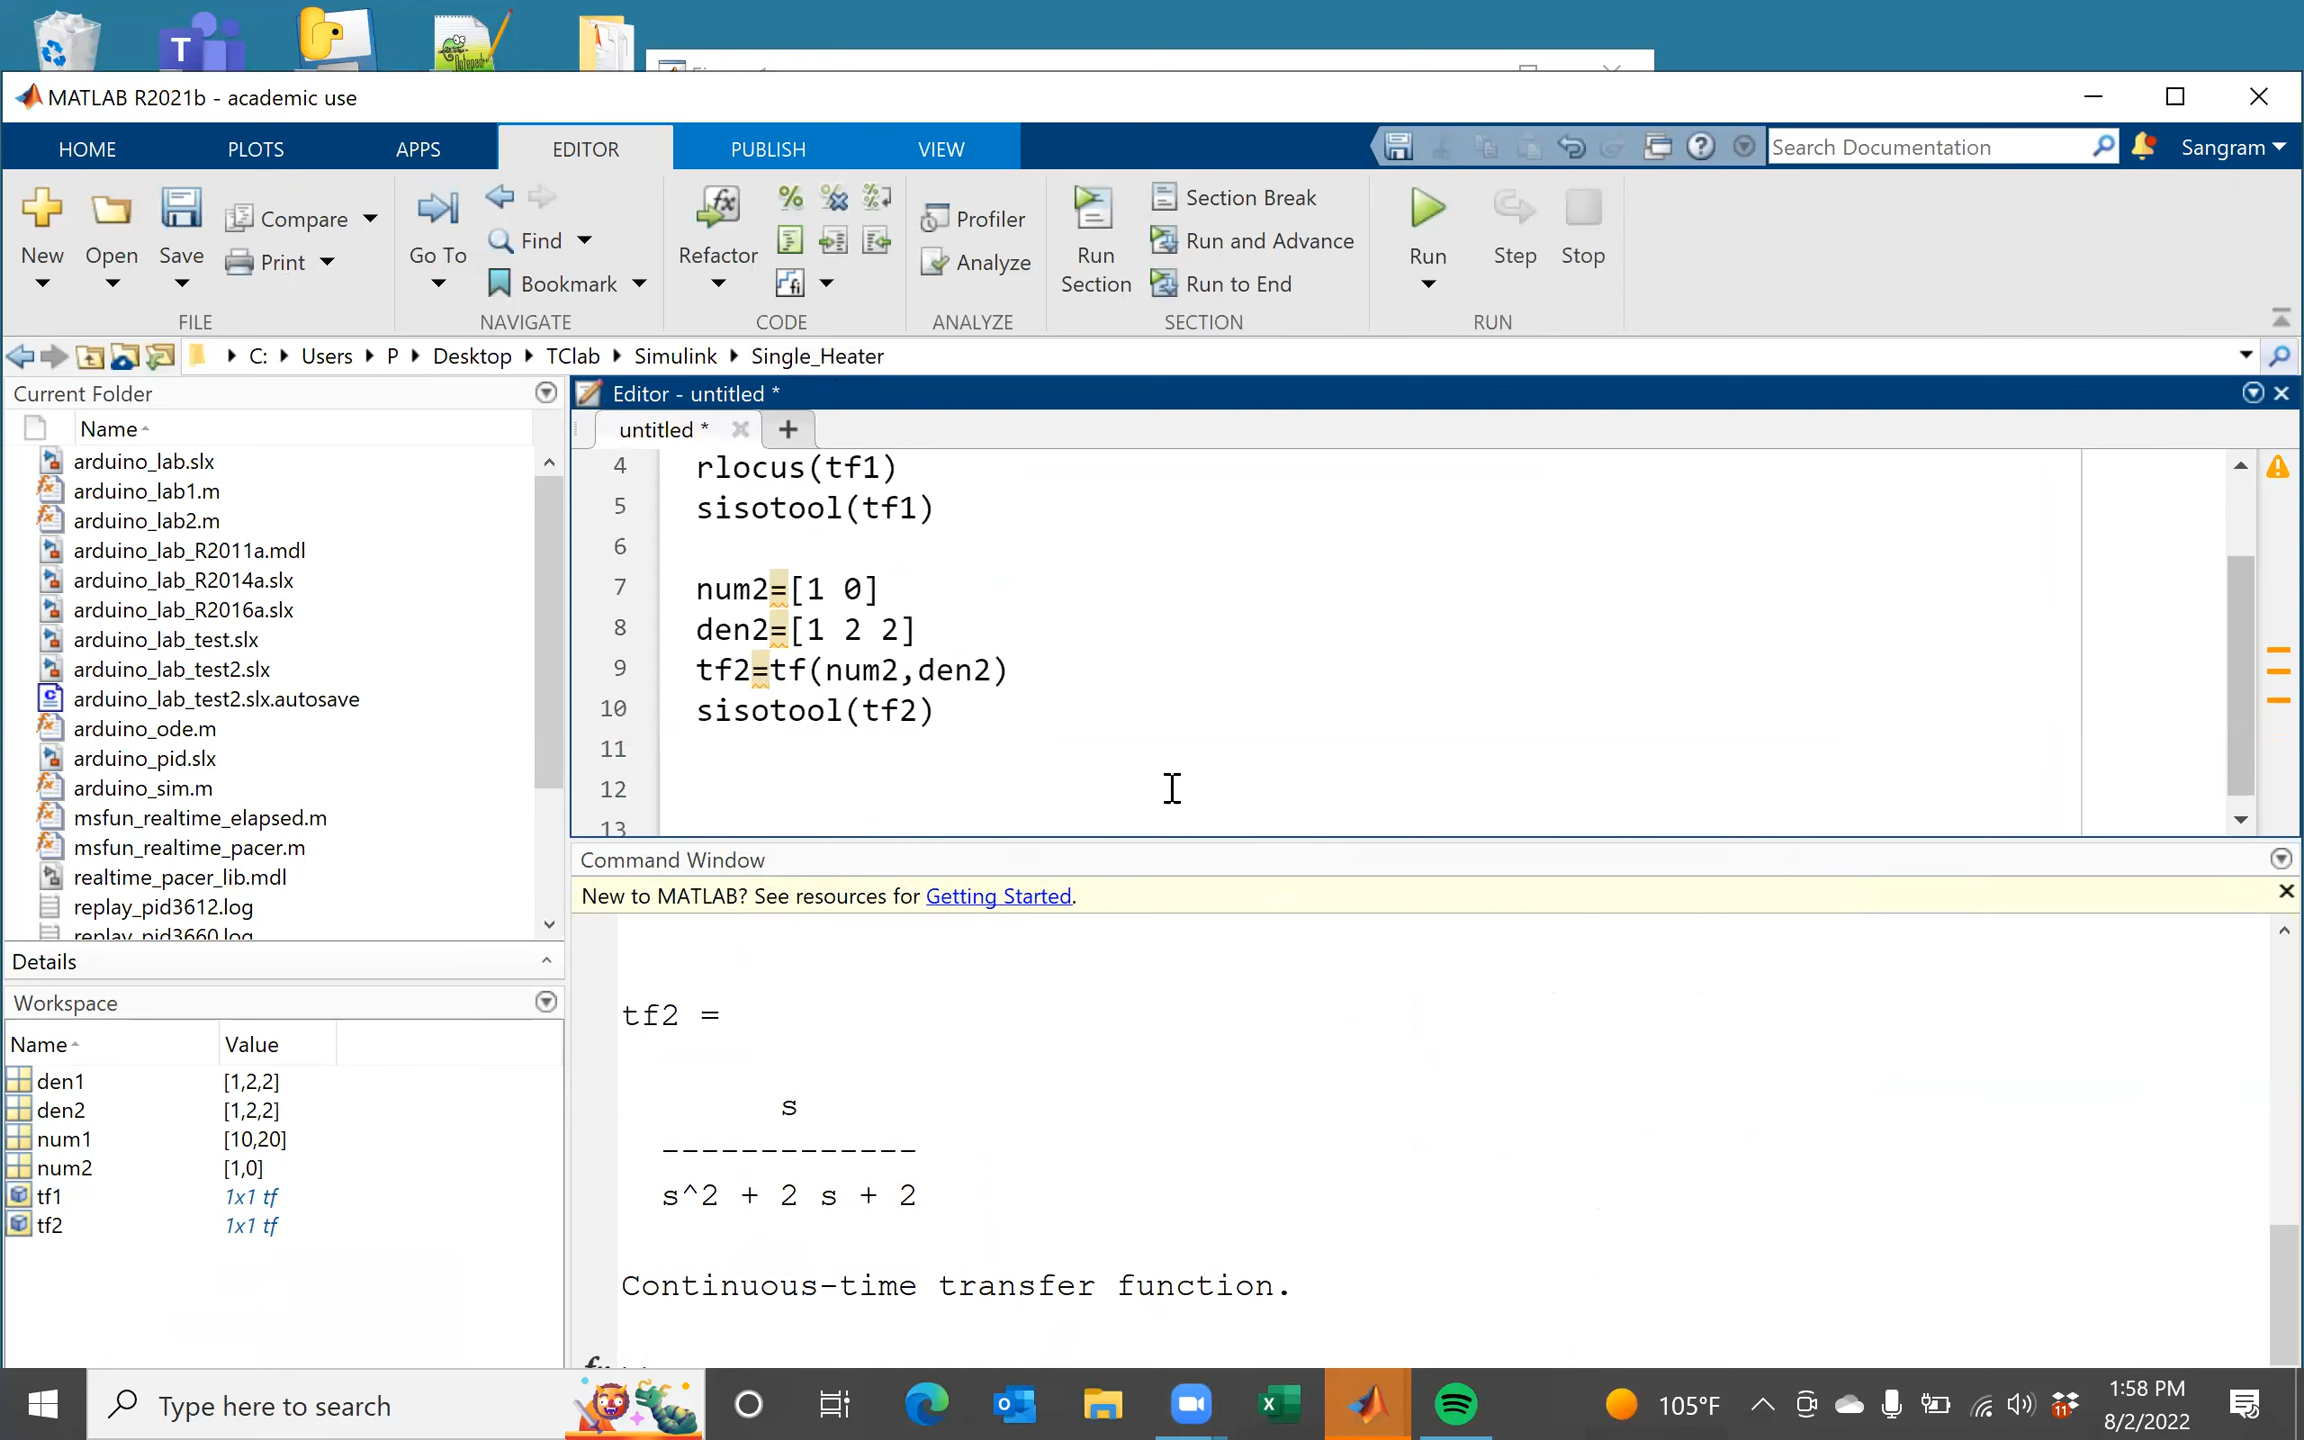 T
Notepad++
MATLAB R2021b - academic use
HOME
PLOTS
APPS
EDITOR
PUBLISH
VIEW
Search Documentation
Sangram
New
Open
Save
Compare
Print
FILE
Go To
Find
Bookmark
NAVIGATE
Refactor
CODE
Profiler
Analyze
ANALYZE
Run
Section
Section Break
Run and Advance
Run to End
SECTION
Run
Step
Stop
RUN
C: Users P Desktop TClab Simulink Single_Heater
Current Folder
Name
arduino_lab.slx
arduino_lab1.m
arduino_lab2.m
arduino_lab_R2011a.mdl
arduino_lab_R2014a.slx
arduino_lab_R2016a.slx
arduino_lab_test.slx
arduino_lab_test2.slx
arduino_lab_test2.slx.autosave
arduino_ode.m
arduino_pid.slx
arduino_sim.m
msfun_realtime_elapsed.m
msfun_realtime_pacer.m
realtime_pacer_lib.mdl
replay_pid3612.log
replay_pid3660.log
Details
Workspace
Name Value
den1 [1,2,2]
den2 [1,2,2]
num1 [10,20]
num2 [1,0]
tf1 1x1 tf
tf2 1x1 tf
Editor - untitled *
untitled *
4 rlocus(tf1)
5 sisotool(tf1)
6
7 num2=[1 0]
8 den2=[1 2 2]
9 tf2=tf(num2,den2)
10 sisotool(tf2)
11
12
13
Command Window
New to MATLAB? See resources for Getting Started.
tf2 =
s
-------------
s^2 + 2 s + 2
Continuous-time transfer function.
Type here to search
105°F
11
1:58 PM
8/2/2022